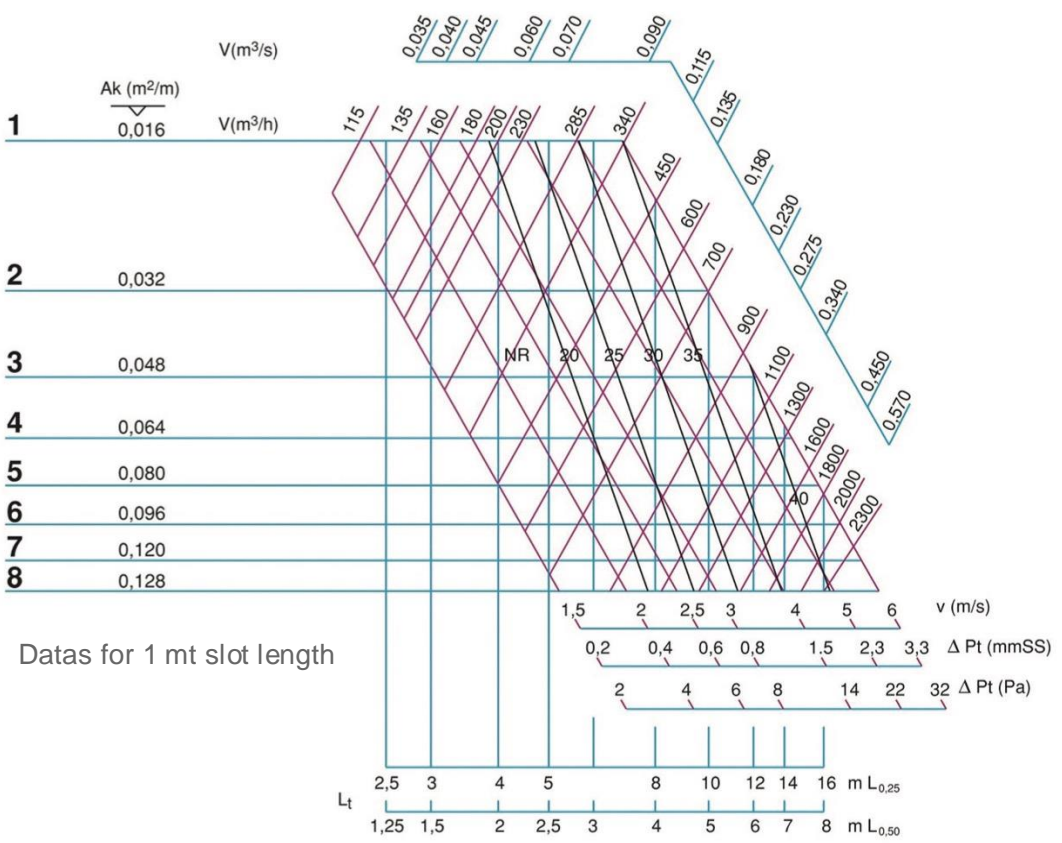 V(m³/s) 0,035 0,040 0,045 0,060 0,070 0,090 0,115 0,135 0,180 0,230 0,275 0,340 0,450 0,570
Ak (m²/m)
1 0,016 V(m³/h) 115 135 160 180 200 230 285 340 450 600 700 900 1100 1300 1600 1800 2000 2300
2 0,032
3 0,048 NR 20 25 30 35
4 0,064
5 0,080 40
6 0,096
7 0,120
8 0,128
1,5 2 2,5 3 4 5 6 v (m/s)
Datas for 1 mt slot length
0,2 0,4 0,6 0,8 1.5 2,3 3,3 Δ Pt (mmSS)
2 4 6 8 14 22 32 Δ Pt (Pa)
2,5 3 4 5 8 10 12 14 16 m L0,25
Lt
1,25 1,5 2 2,5 3 4 5 6 7 8 m L0,50